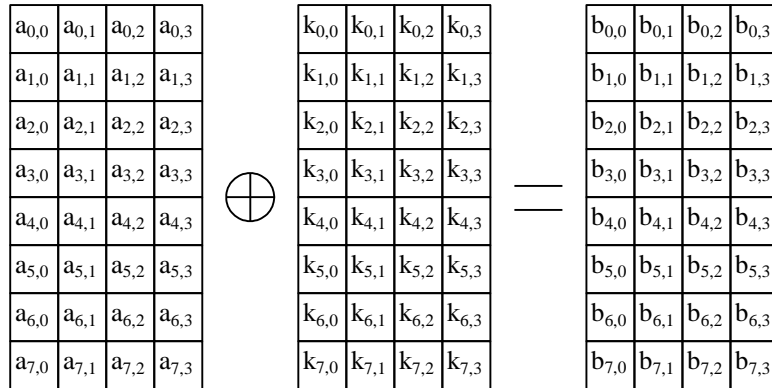 a0,0 a0,1 a0,2 a0,3 k0,0 k0,1 k0,2 k0,3 b0,0 b0,1 b0,2 b0,3
a1,0 a1,1 a1,2 a1,3 k1,0 k1,1 k1,2 k1,3 b1,0 b1,1 b1,2 b1,3
a2,0 a2,1 a2,2 a2,3 k2,0 k2,1 k2,2 k2,3 b2,0 b2,1 b2,2 b2,3
a3,0 a3,1 a3,2 a3,3 k3,0 k3,1 k3,2 k3,3 b3,0 b3,1 b3,2 b3,3
⊕ =
a4,0 a4,1 a4,2 a4,3 k4,0 k4,1 k4,2 k4,3 b4,0 b4,1 b4,2 b4,3
a5,0 a5,1 a5,2 a5,3 k5,0 k5,1 k5,2 k5,3 b5,0 b5,1 b5,2 b5,3
a6,0 a6,1 a6,2 a6,3 k6,0 k6,1 k6,2 k6,3 b6,0 b6,1 b6,2 b6,3
a7,0 a7,1 a7,2 a7,3 k7,0 k7,1 k7,2 k7,3 b7,0 b7,1 b7,2 b7,3